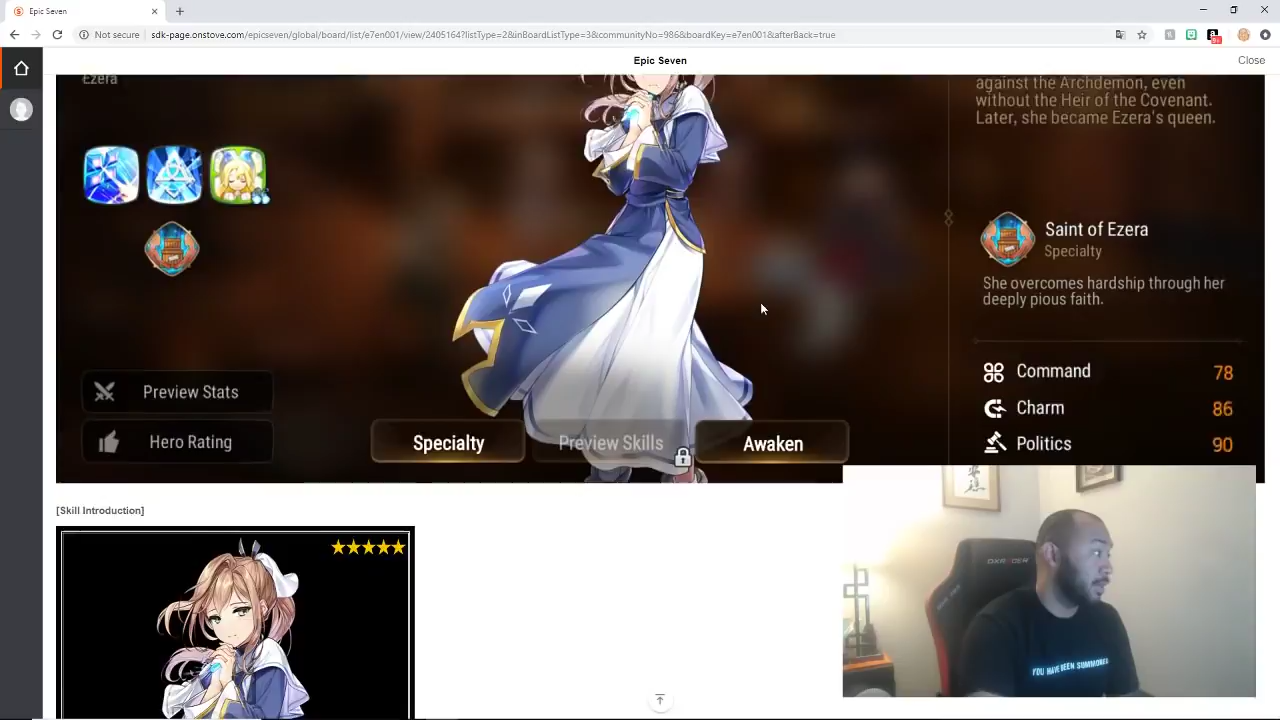 Epic Seven
Not secure
sdk-page.onstove.com/epicseven/global/board/list/e7en001/view/2405164?listType=2&inBoardListType=3&communityNo=986&boardKey=e7en001&afterBack=true
Epic Seven
Close
Ezera
against the Archdemon, even
without the Heir of the Covenant.
Later, she became Ezera's queen.
Saint of Ezera
Specialty
She overcomes hardship through her
deeply pious faith.
Command 78
Charm 86
Politics 90
Preview Stats
Hero Rating
Specialty
Preview Skills
Awaken
[Skill Introduction]
DXRACER
YOU HAVE BEEN SUMMONED